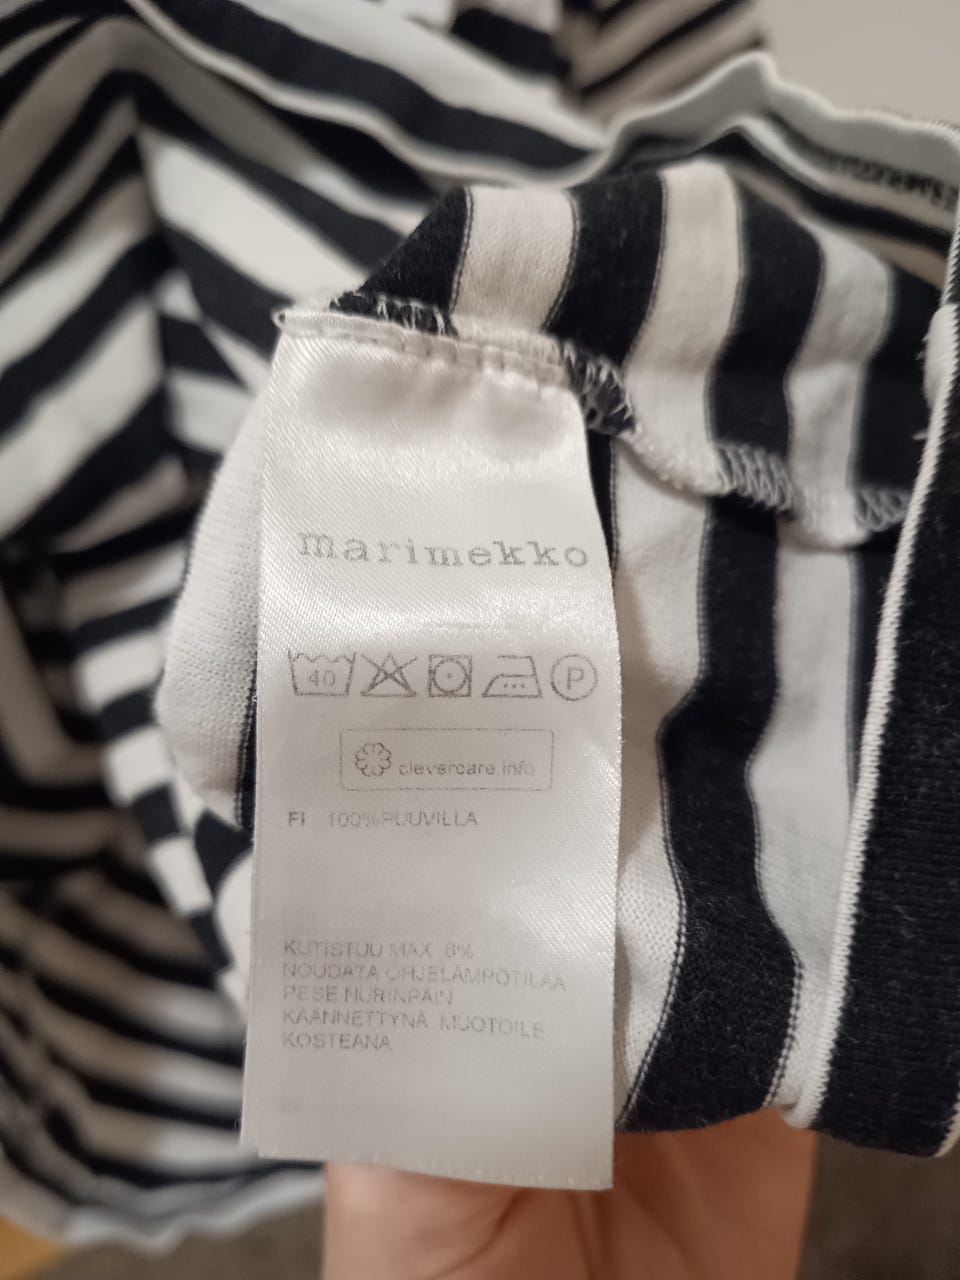 marimekko
40 P
clevercare.info
FI 100%PUUVILLA
KUTISTUU MAX 6%
NOUDATA OHJELÄMPÖTILAA
PESE NURINPÄIN
KÄÄNNETTYNÄ MUOTOILE
KOSTEANA